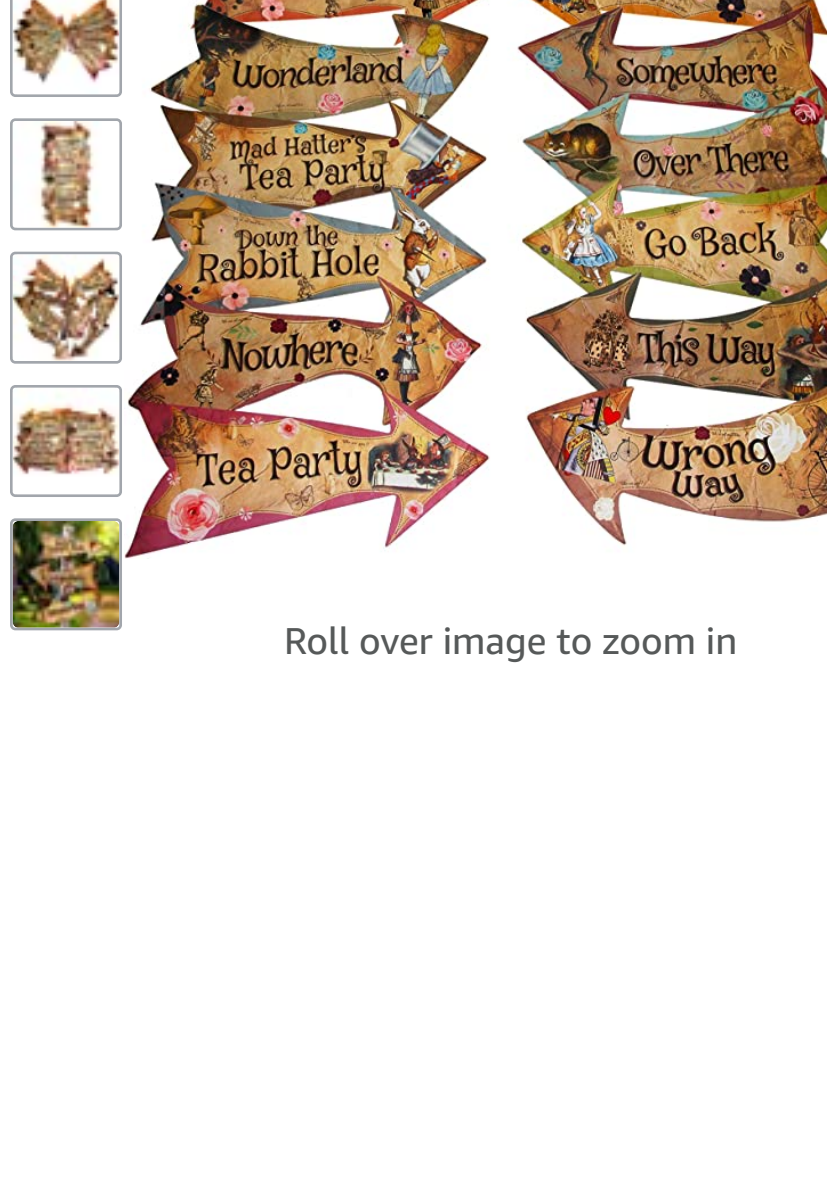 Wonderland
Mad Hatter's
Tea Party
Down the
Rabbit Hole
Nowhere
Tea Party
Somewhere
Over There
Go Back
This Way
Wrong
Way
Roll over image to zoom in